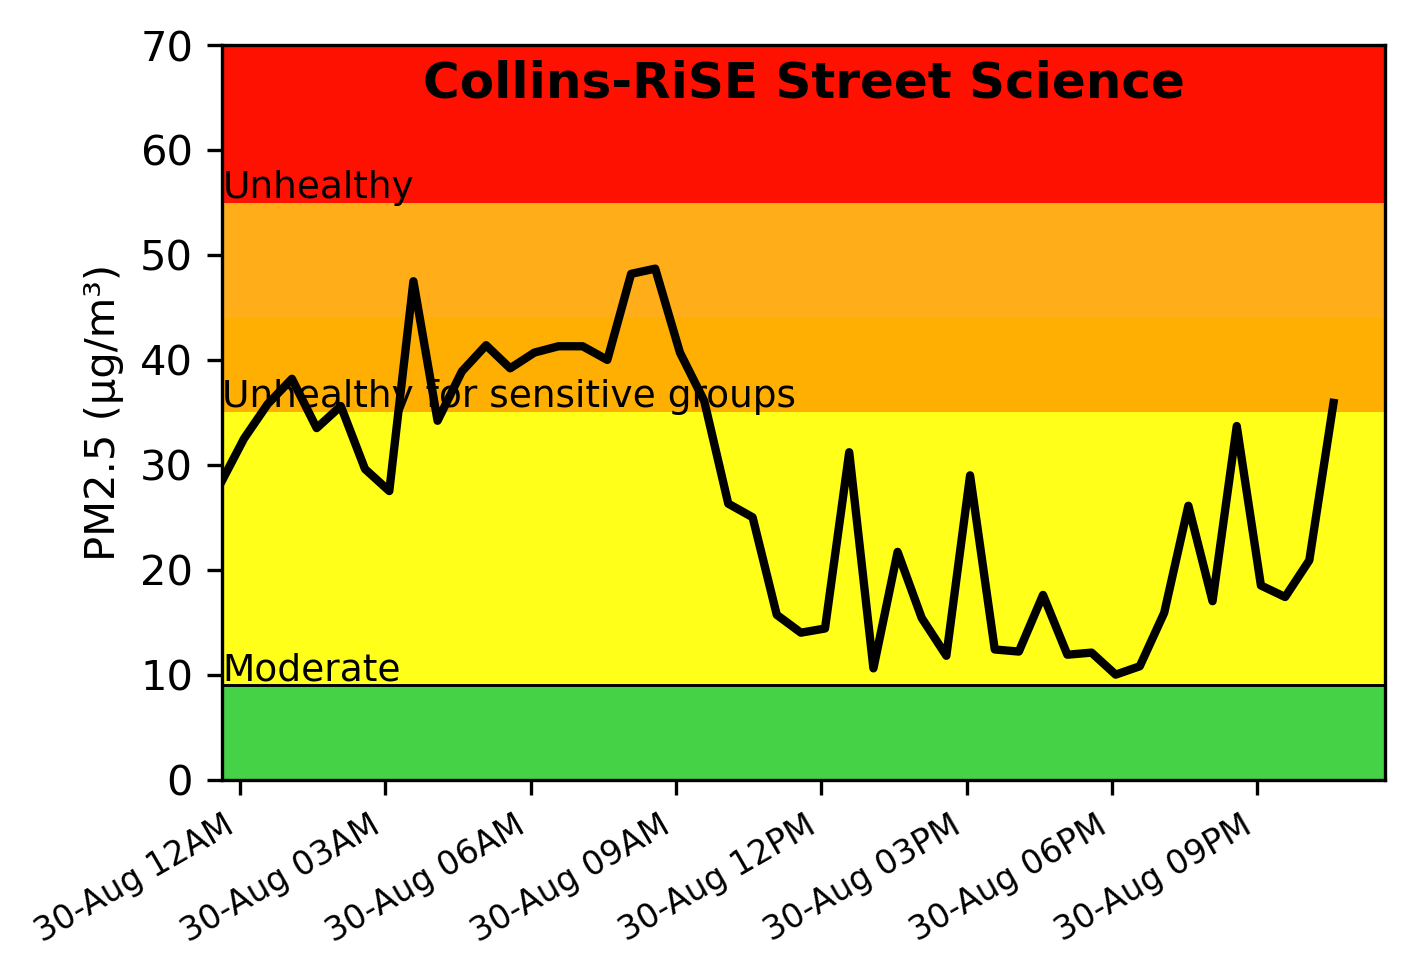 Collins-RiSE Street Science
70
60
Unhealthy
50
40
Unhealthy for sensitive groups
30
20
Moderate
10
0
PM2.5 (µg/m³)
30-Aug 12AM
30-Aug 03AM
30-Aug 06AM
30-Aug 09AM
30-Aug 12PM
30-Aug 03PM
30-Aug 06PM
30-Aug 09PM